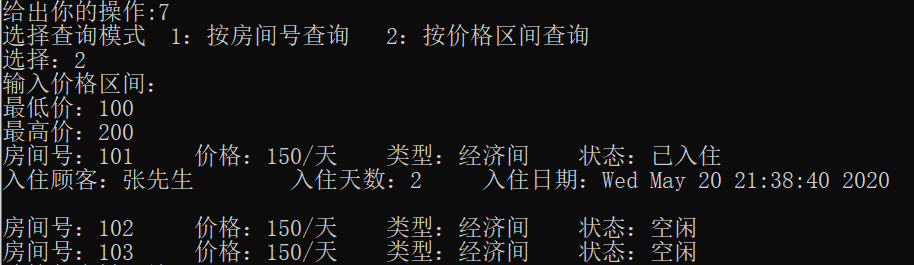 给出你的操作:7
选择查询模式 1：按房间号查询 2：按价格区间查询
选择：2
输入价格区间：
最低价：100
最高价：200
房间号：101 价格：150/天 类型：经济间 状态：已入住
入住顾客：张先生 入住天数：2 入住日期：Wed May 20 21:38:40 2020
房间号：102 价格：150/天 类型：经济间 状态：空闲
房间号：103 价格：150/天 类型：经济间 状态：空闲